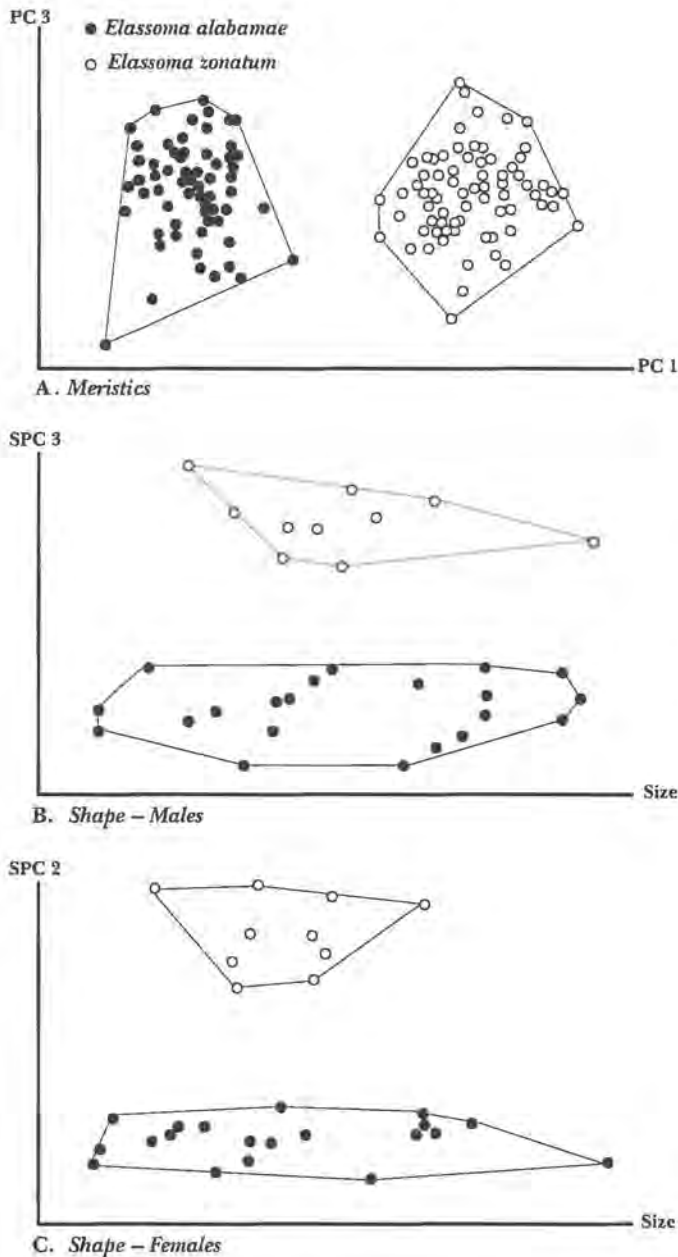 PC 3
Elassoma alabamae
Elassoma zonatum
PC 1
A. Meristics
SPC 3
Size
B. Shape – Males
SPC 2
Size
C. Shape – Females